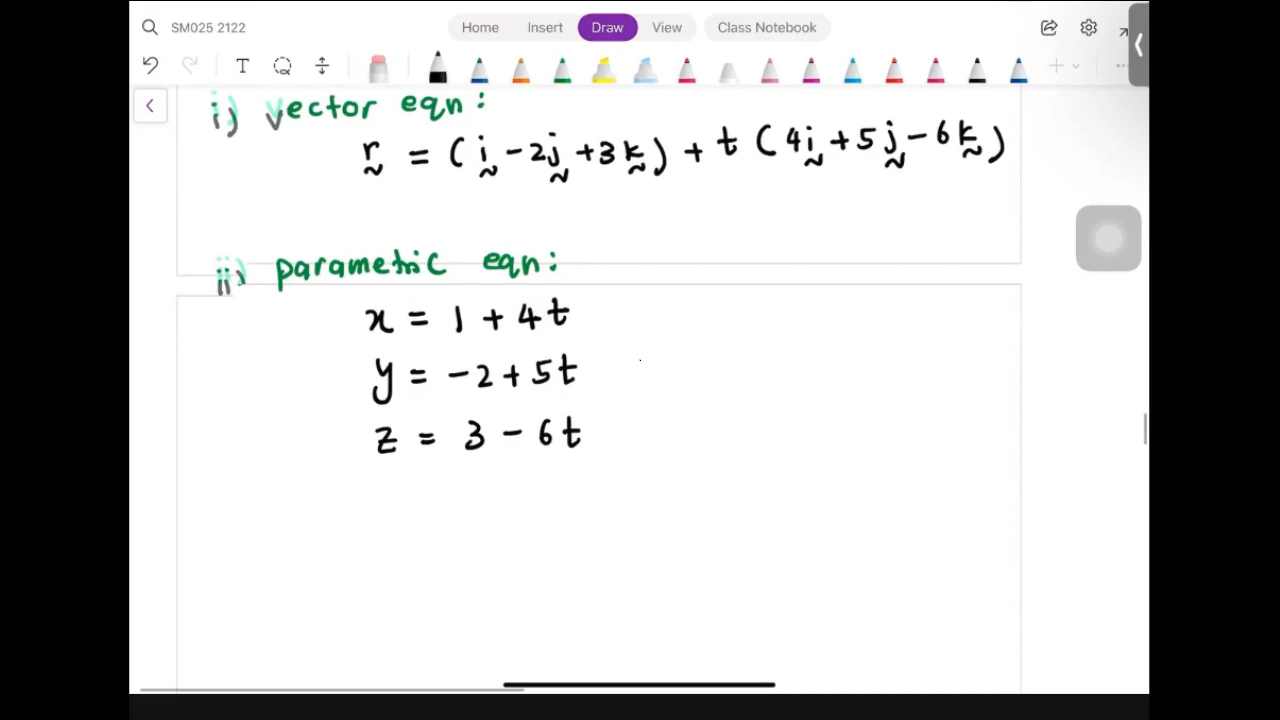 SM025 2122
Home Insert Draw View Class Notebook
i) vector eqn:
r = (i - 2j + 3k) + t (4i + 5j - 6k)
ii) parametric eqn:
x = 1 + 4t
y = -2 + 5t
z = 3 - 6t